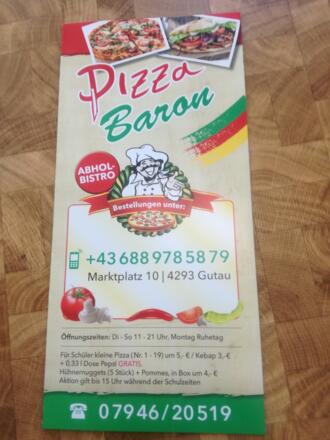 Pizza
Baron
ABHOL-
BISTRO
Bestellungen unter:
+43 688 978 58 79
Marktplatz 10 | 4293 Gutau
Öffnungszeiten: Di - So 11 - 21 Uhr, Montag Ruhetag
Für Schüler kleine Pizza (Nr. 1 - 19) um 5,- € / Kebap 3,-€
+ 0,33 l Dose Pepsi GRATIS.
Hühnernuggets (5 Stück) + Pommes, in Box um 4,- €
Aktion gilt bis 15 Uhr während der Schulzeiten
07946/20519